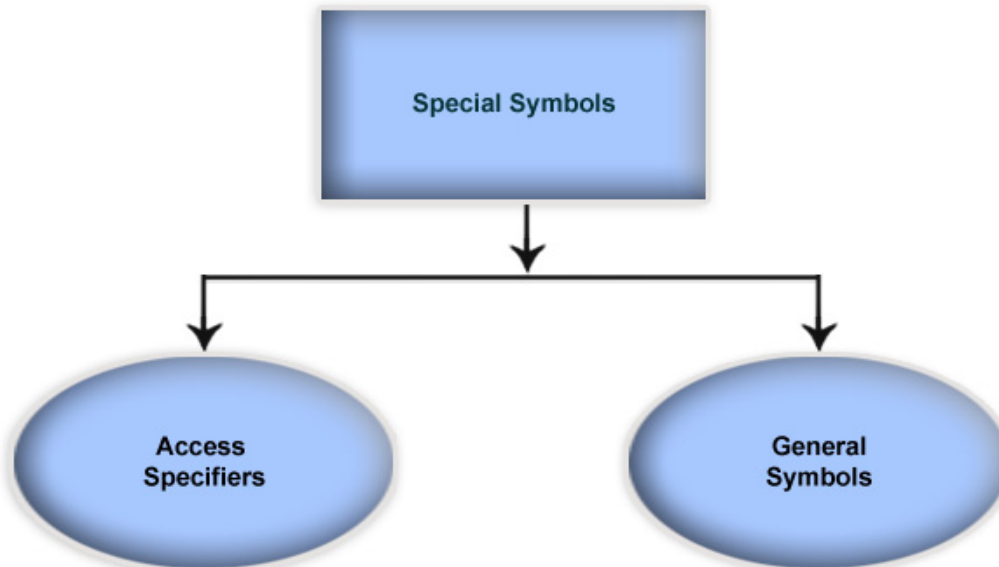 Special Symbols
Access
Specifiers
General
Symbols